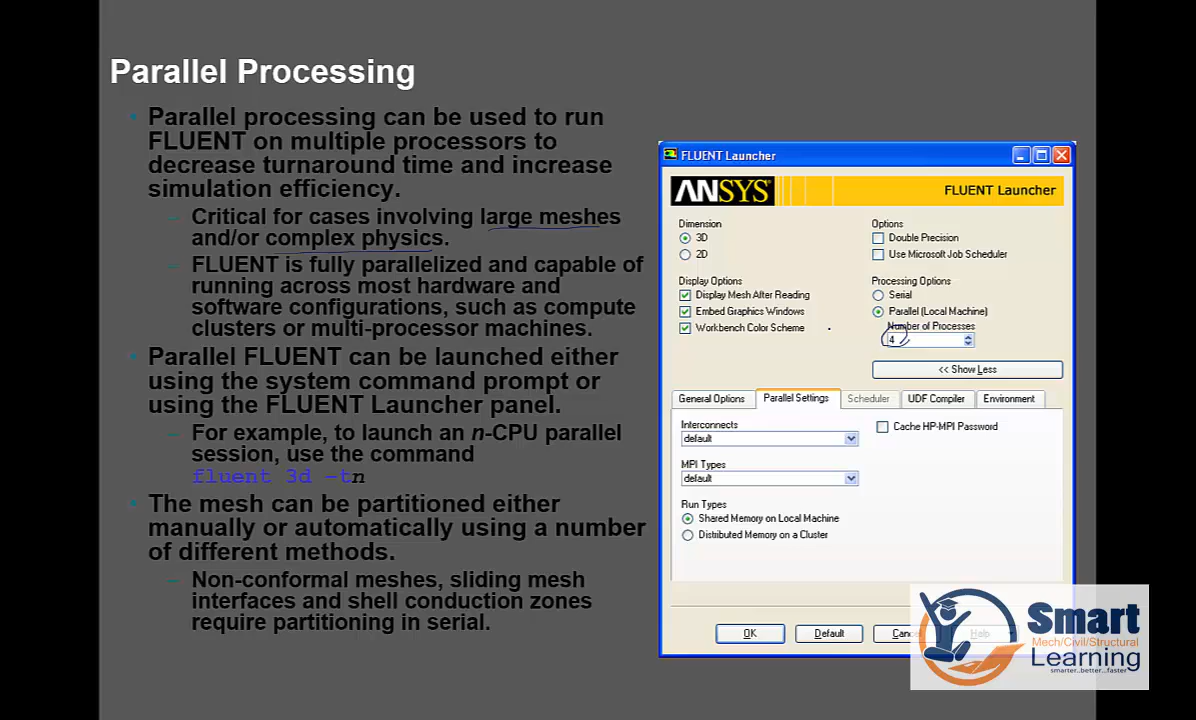 Parallel Processing
Parallel processing can be used to run
FLUENT on multiple processors to
decrease turnaround time and increase
simulation efficiency.
– Critical for cases involving large meshes
and/or complex physics.
– FLUENT is fully parallelized and capable of
running across most hardware and
software configurations, such as compute
clusters or multi-processor machines.
Parallel FLUENT can be launched either
using the system command prompt or
using the FLUENT Launcher panel.
– For example, to launch an n-CPU parallel
session, use the command
fluent 3d –tn
The mesh can be partitioned either
manually or automatically using a number
of different methods.
– Non-conformal meshes, sliding mesh
interfaces and shell conduction zones
require partitioning in serial.
FLUENT Launcher
ANSYS
FLUENT Launcher
Dimension
3D
2D
Options
Double Precision
Use Microsoft Job Scheduler
Display Options
Display Mesh After Reading
Embed Graphics Windows
Workbench Color Scheme
Processing Options
Serial
Parallel (Local Machine)
Number of Processes
4
<< Show Less
General Options Parallel Settings Scheduler UDF Compiler Environment
Interconnects
default
Cache HP-MPI Password
MPI Types
default
Run Types
Shared Memory on Local Machine
Distributed Memory on a Cluster
OK Default Help
Smart
Mech/Civil/Structural
Learning
smarter..better..faster